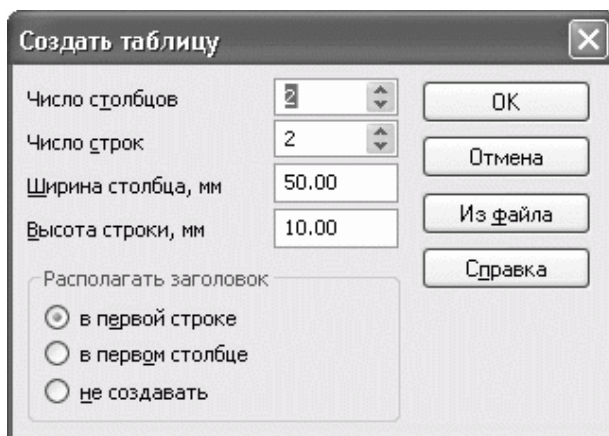 Создать таблицу
Число столбцов 2
Число строк 2
Ширина столбца, мм 50.00
Высота строки, мм 10.00
Располагать заголовок
в первой строке
в первом столбце
не создавать
OK
Отмена
Из файла
Справка